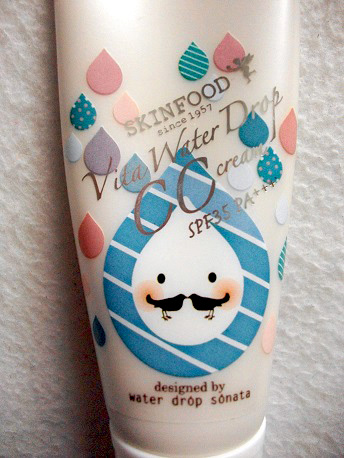 SKINFOOD
since 1957
Vita Water Drop
CC cream
SPF35 PA+++
designed by
water drop sonata